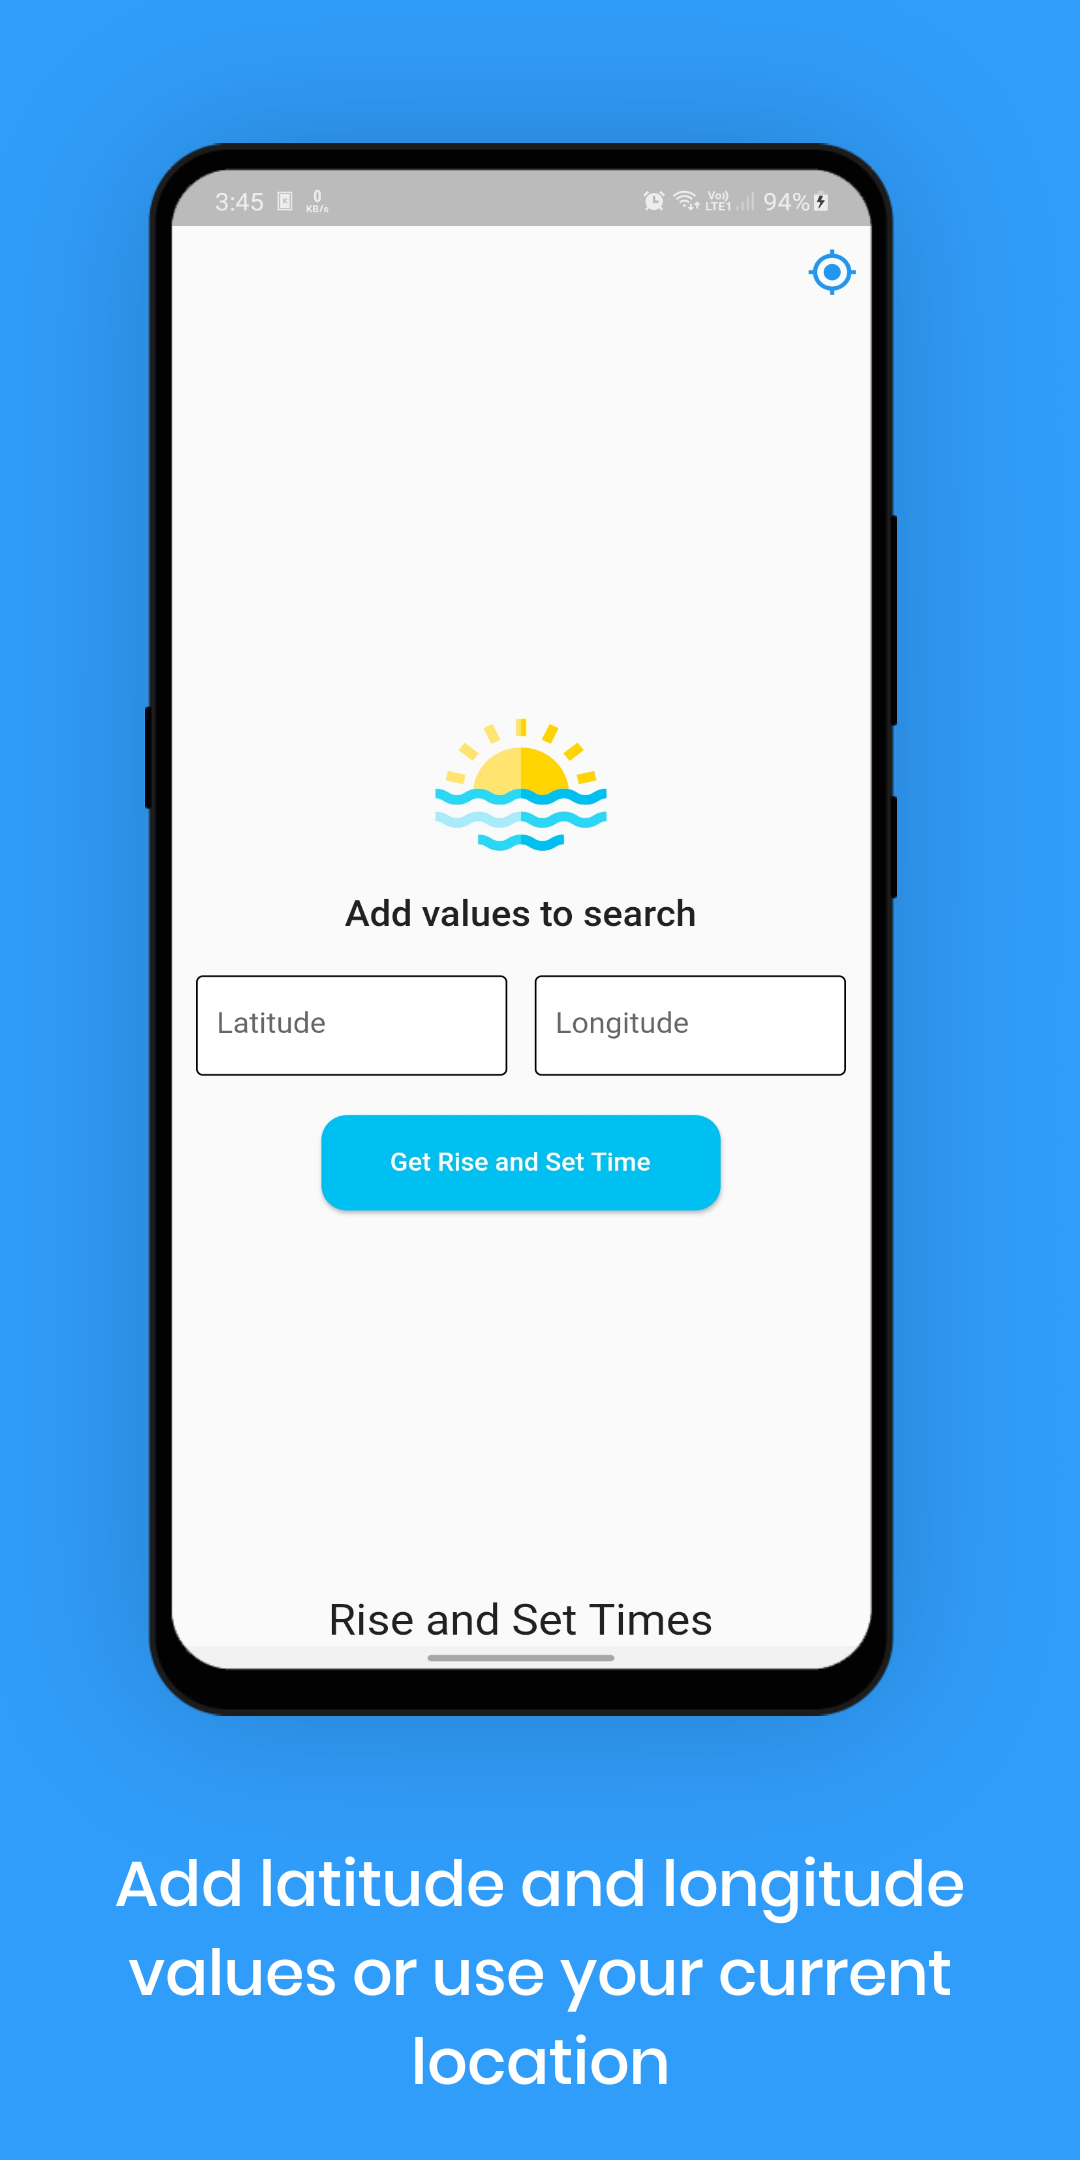 3:45 0 KB/s Vo) LTE1 94%
Add values to search
Latitude Longitude
Get Rise and Set Time
Rise and Set Times
Add latitude and longitude
values or use your current
location